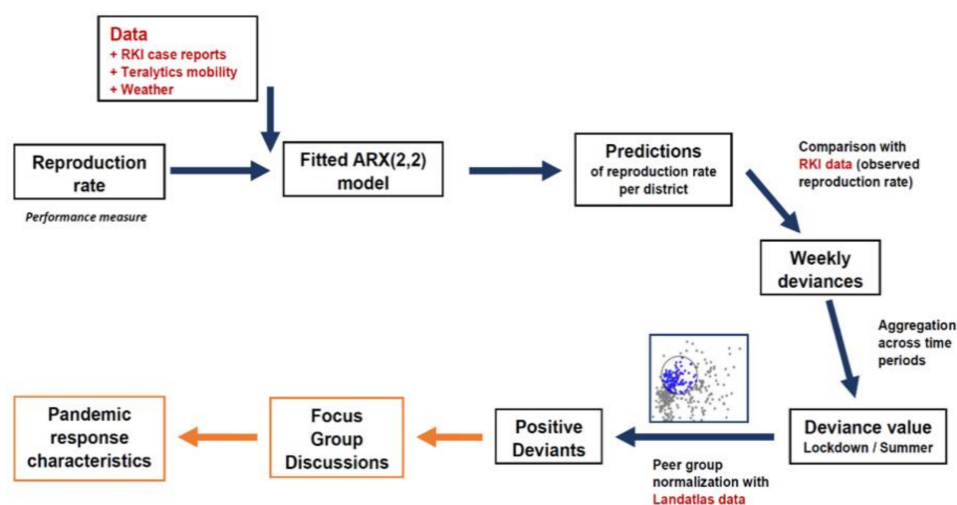 Data
+ RKI case reports
+ Teralytics mobility
+ Weather
Reproduction
rate
Performance measure
Fitted ARX(2,2)
model
Predictions
of reproduction rate
per district
Comparison with
RKI data (observed
reproduction rate)
Weekly
deviances
Aggregation
across time
periods
Deviance value
Lockdown / Summer
Peer group
normalization with
Landatlas data
Positive
Deviants
Focus
Group
Discussions
Pandemic
response
characteristics